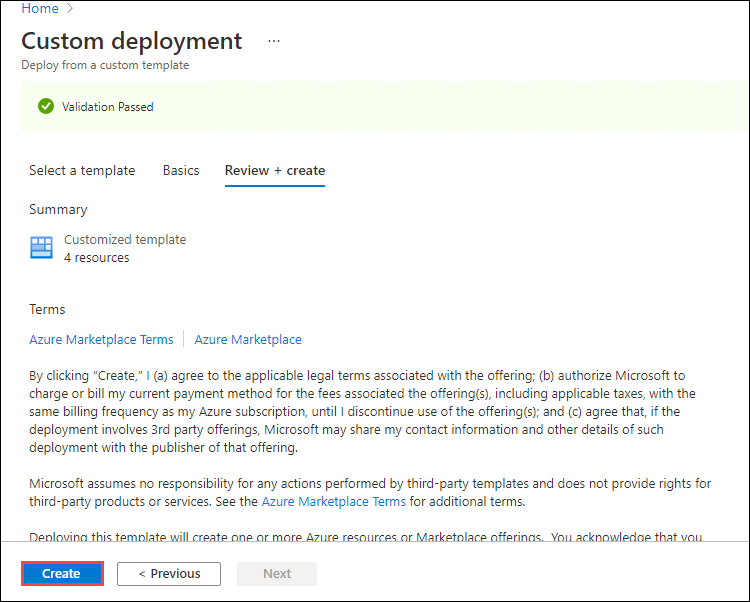 Home >
Custom deployment ...
Deploy from a custom template
Validation Passed
Select a template Basics Review + create
Summary
Customized template
4 resources
Terms
Azure Marketplace Terms Azure Marketplace
By clicking “Create,” I (a) agree to the applicable legal terms associated with the offering; (b) authorize Microsoft to
charge or bill my current payment method for the fees associated the offering(s), including applicable taxes, with the
same billing frequency as my Azure subscription, until I discontinue use of the offering(s); and (c) agree that, if the
deployment involves 3rd party offerings, Microsoft may share my contact information and other details of such
deployment with the publisher of that offering.
Microsoft assumes no responsibility for any actions performed by third-party templates and does not provide rights for
third-party products or services. See the Azure Marketplace Terms for additional terms.
Deploying this template will create one or more Azure resources or Marketplace offerings. You acknowledge that you
Create < Previous Next